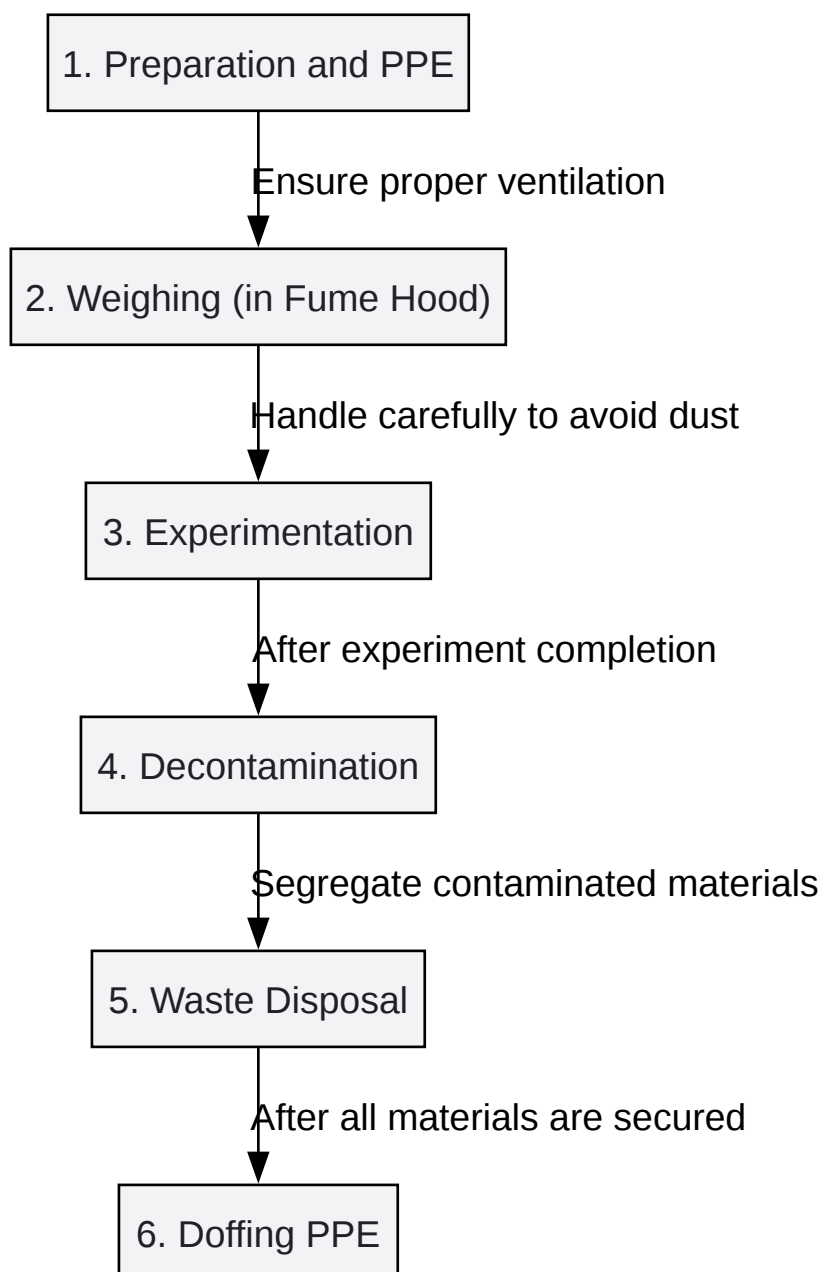 1. Preparation and PPE
Ensure proper ventilation
2. Weighing (in Fume Hood)
Handle carefully to avoid dust
3. Experimentation
After experiment completion
4. Decontamination
Segregate contaminated materials
5. Waste Disposal
After all materials are secured
6. Doffing PPE